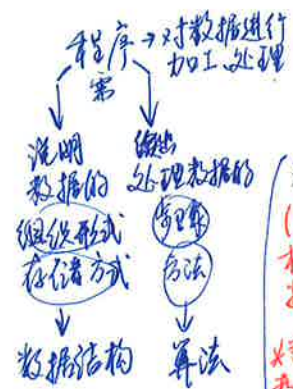 程序→对数据进行
加工、处理
需
说明
数据的
组织形式
存储方式
数据结构
做出
处理数据的
步骤
方法
算法